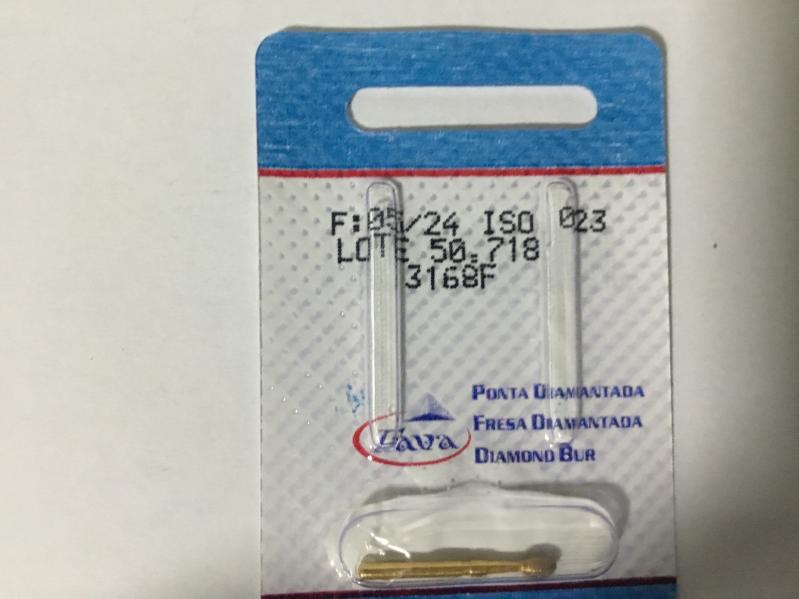 F:05/24 ISO 023
LOTE 50.718
3168F
PONTA DIAMANTADA
FRESA DIAMANTADA
Fava
DIAMOND BUR